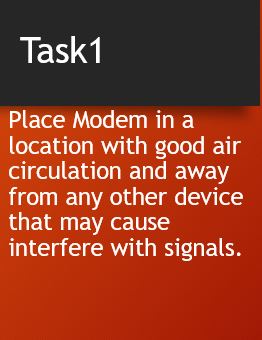 Task1
Place Modem in a
location with good air
circulation and away
from any other device
that may cause
interfere with signals.